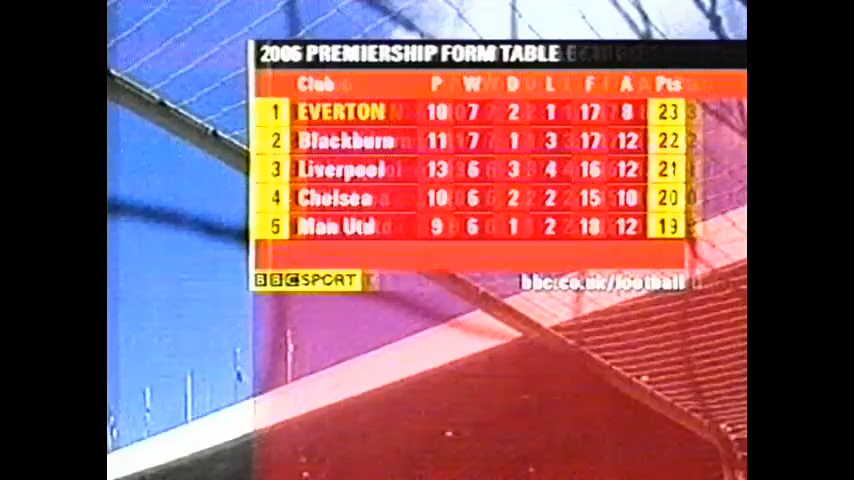 2006 PREMIERSHIP FORM TABLE
Club P W D L F A Pts
1 EVERTON 10 7 2 1 17 8 23
2 Blackburn 11 7 1 3 17 12 22
3 Liverpool 13 6 3 4 16 12 21
4 Chelsea 10 6 2 2 15 10 20
5 Man Utd 9 6 1 2 18 12 19
BBC SPORT bbc.co.uk/football